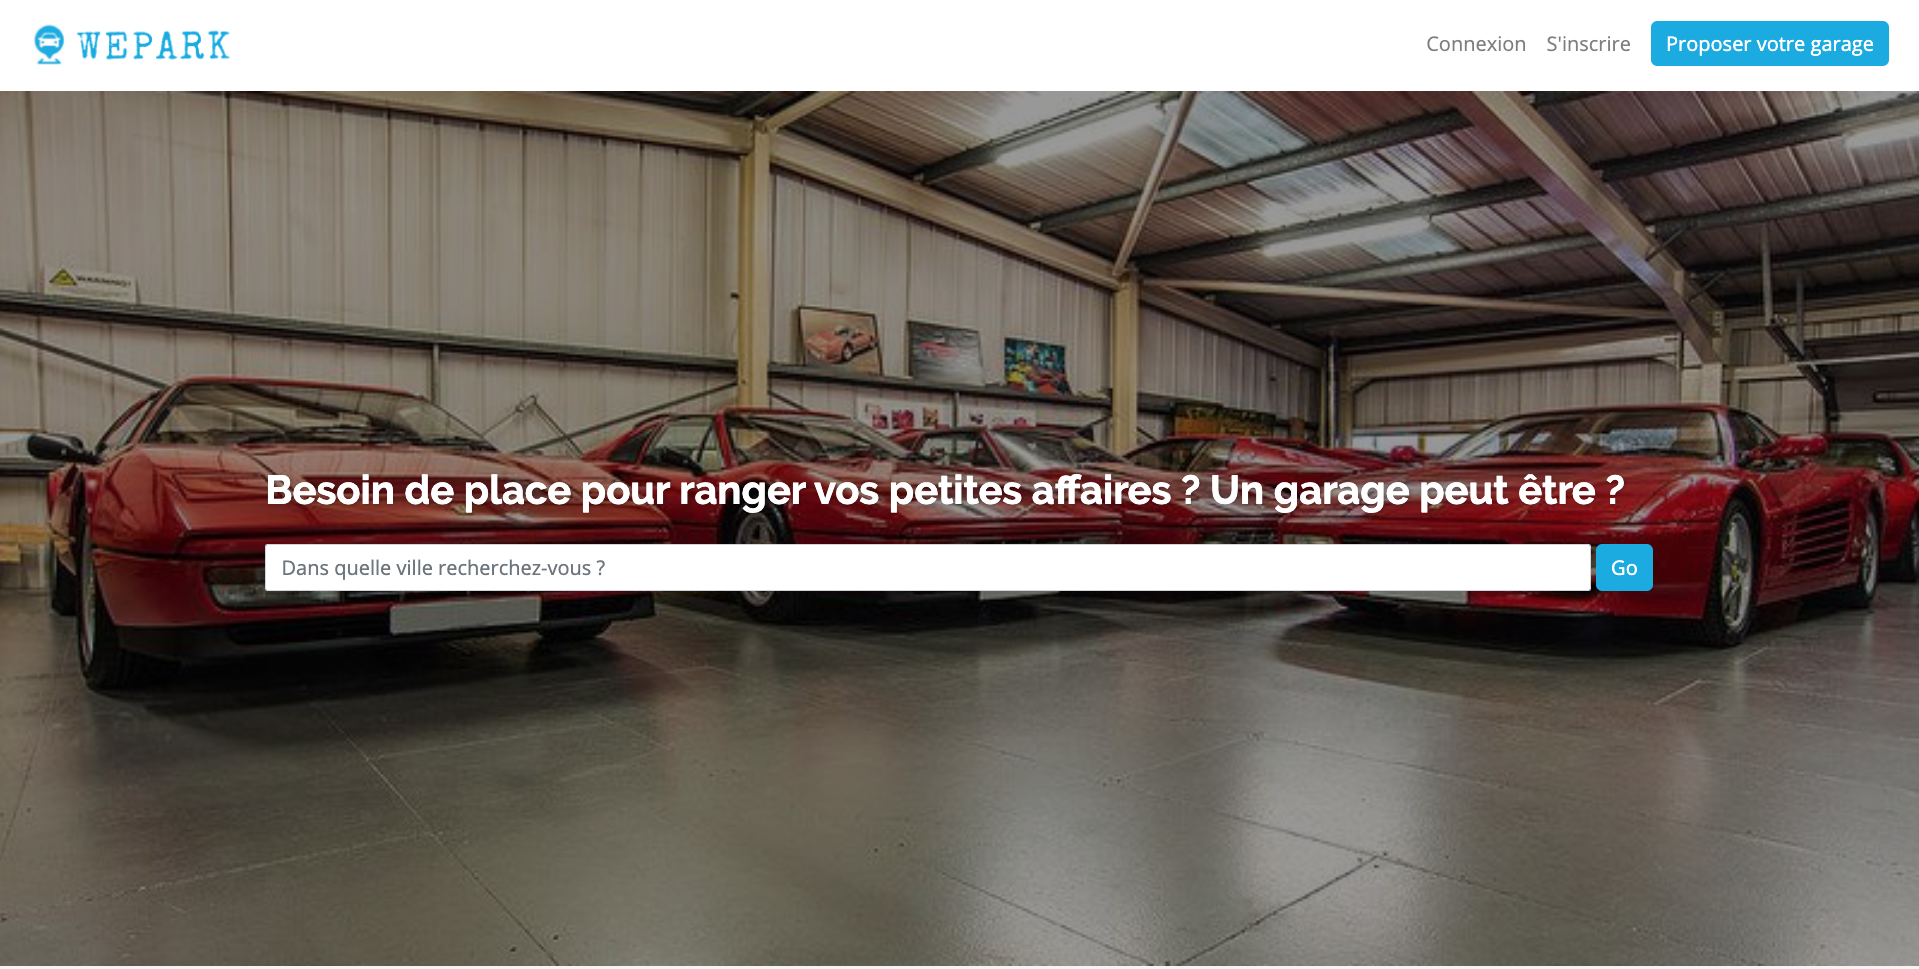 WEPARK
Connexion
S'inscrire
Proposer votre garage
WARNING!
Besoin de place pour ranger vos petites affaires ? Un garage peut être ?
Dans quelle ville recherchez-vous ?
Go